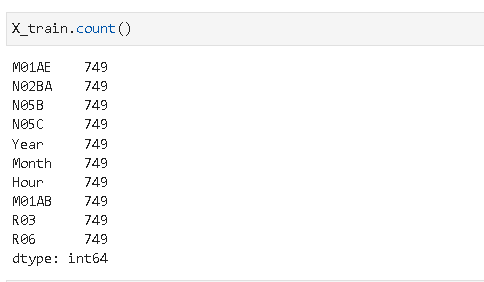 X_train.count()
M01AE 749
N02BA 749
N05B 749
N05C 749
Year 749
Month 749
Hour 749
M01AB 749
R03 749
R06 749
dtype: int64